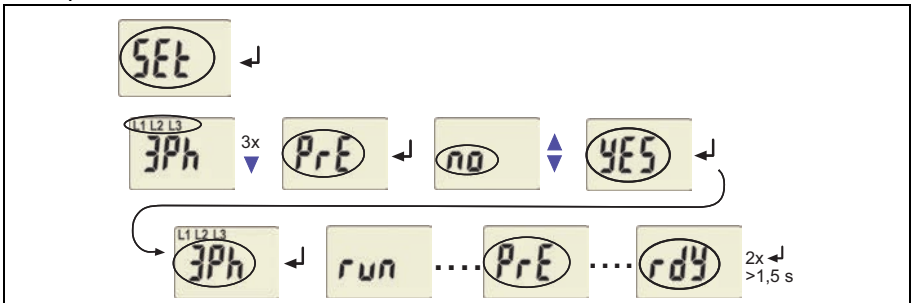 SEt ↲
L1 L2 L3
3Ph 3x ▼ PrE ↲ no ▲▼ YES ↲
L1 L2 L3
3Ph ↲ run .... PrE .... rdY 2x ↲
>1,5 s